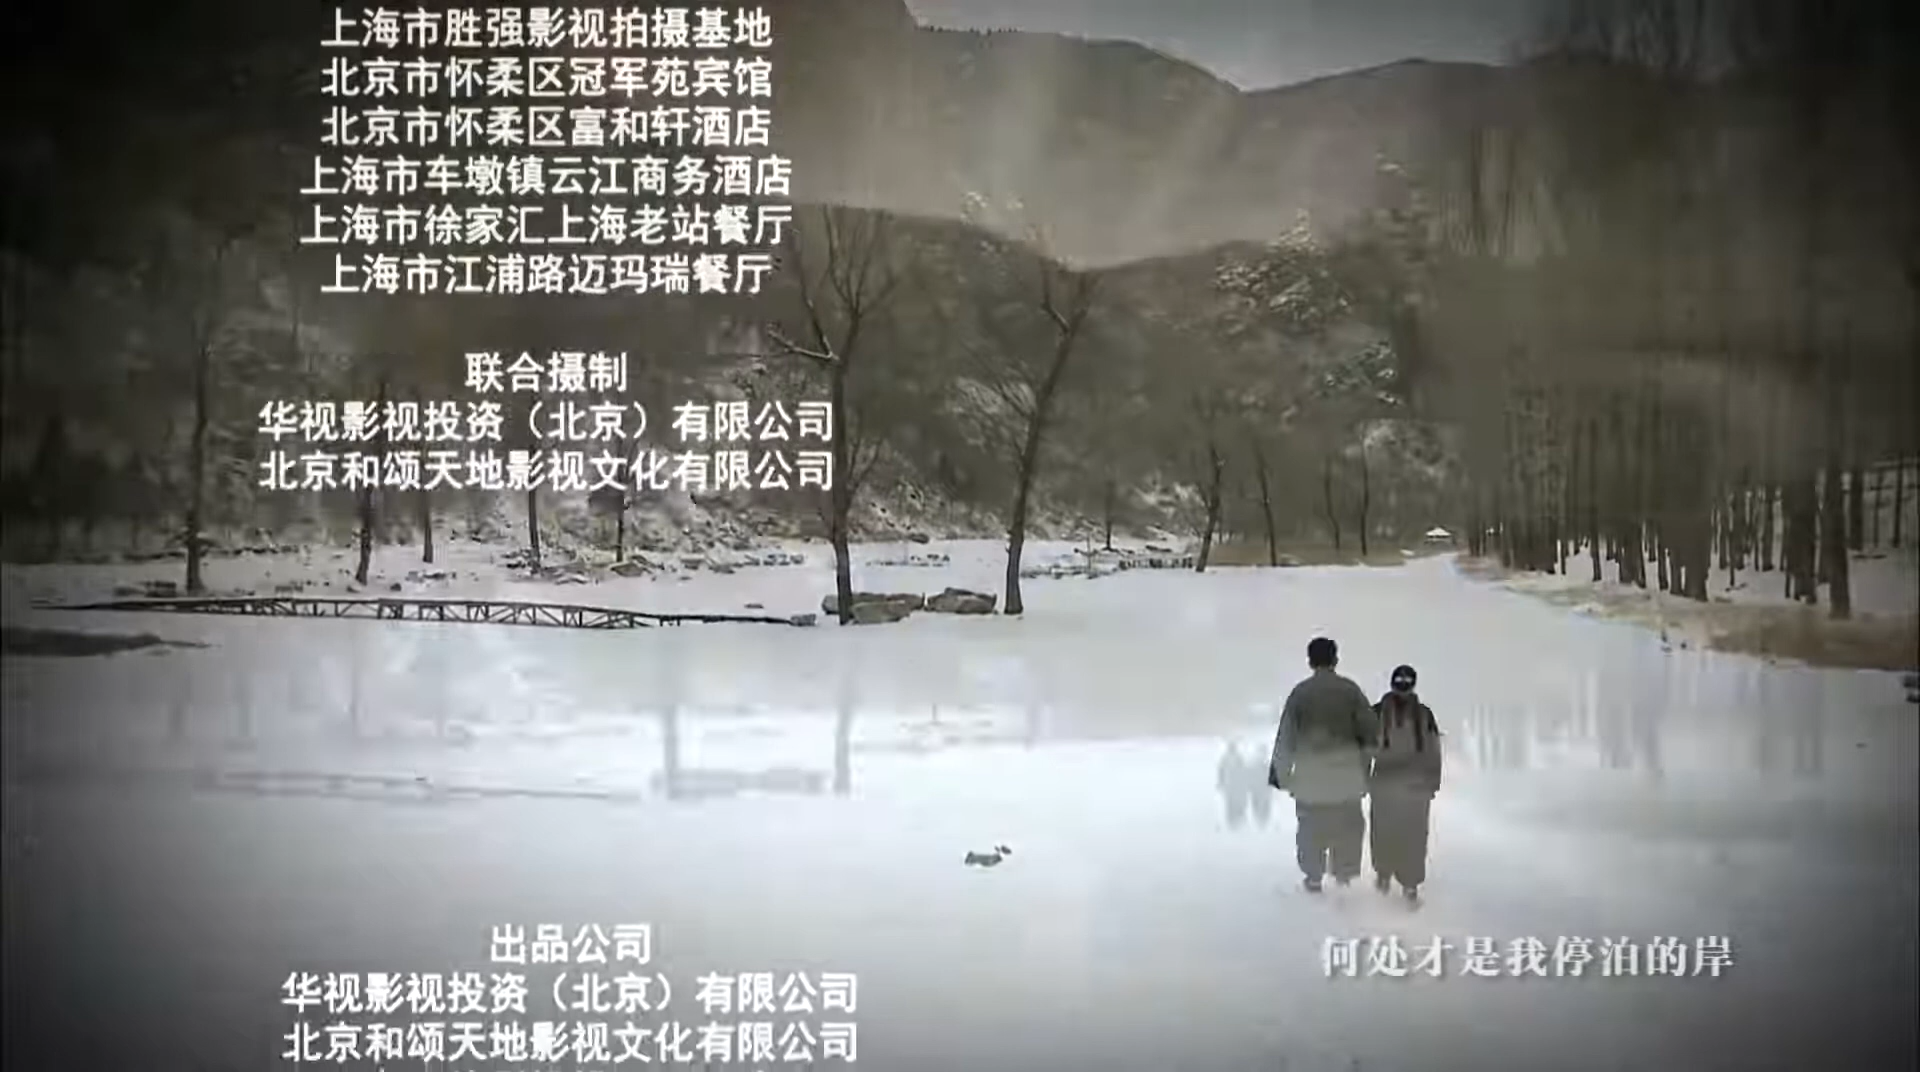 上海市胜强影视拍摄基地
北京市怀柔区冠军苑宾馆
北京市怀柔区富和轩酒店
上海市车墩镇云江商务酒店
上海市徐家汇上海老站餐厅
上海市江浦路迈玛瑞餐厅
联合摄制
华视影视投资（北京）有限公司
北京和颂天地影视文化有限公司
出品公司
华视影视投资（北京）有限公司
北京和颂天地影视文化有限公司
何处才是我停泊的岸